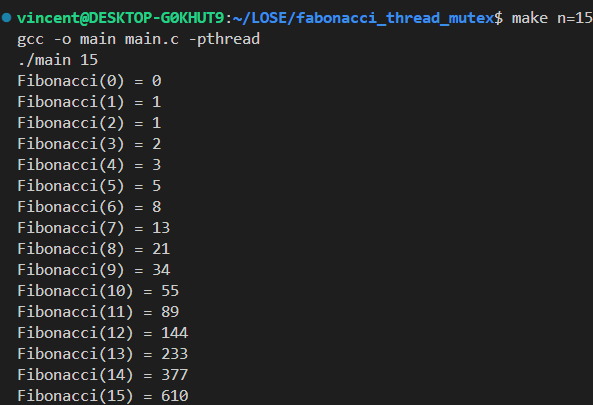 vincent@DESKTOP-G0KHUT9:~/LOSE/fabonacci_thread_mutex$ make n=15
gcc -o main main.c -pthread
./main 15
Fibonacci(0) = 0
Fibonacci(1) = 1
Fibonacci(2) = 1
Fibonacci(3) = 2
Fibonacci(4) = 3
Fibonacci(5) = 5
Fibonacci(6) = 8
Fibonacci(7) = 13
Fibonacci(8) = 21
Fibonacci(9) = 34
Fibonacci(10) = 55
Fibonacci(11) = 89
Fibonacci(12) = 144
Fibonacci(13) = 233
Fibonacci(14) = 377
Fibonacci(15) = 610